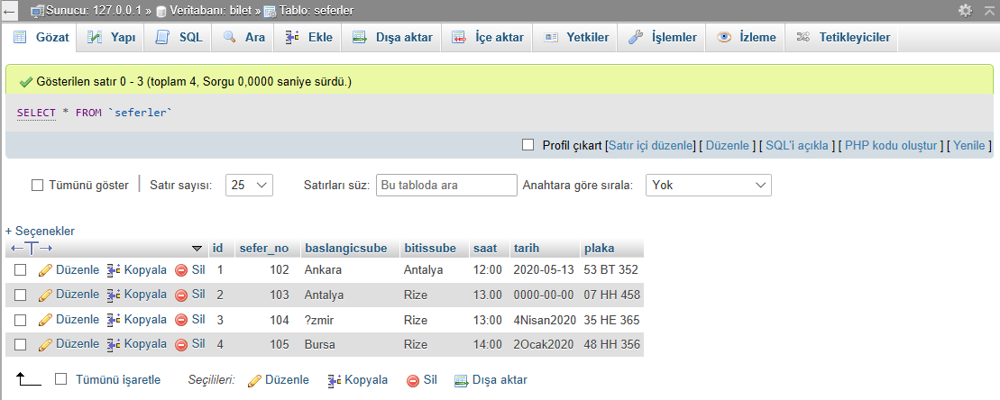 Sunucu: 127.0.0.1 » Veritabanı: bilet » Tablo: seferler
Gözat Yapı SQL Ara Ekle Dışa aktar İçe aktar Yetkiler İşlemler İzleme Tetikleyiciler
Gösterilen satır 0 - 3 (toplam 4, Sorgu 0,0000 saniye sürdü.)
SELECT * FROM `seferler`
Profil çıkart [Satır içi düzenle] [ Düzenle ] [ SQL'i açıkla ] [ PHP kodu oluştur ] [ Yenile ]
Tümünü göster Satır sayısı: 25 Satırları süz: Bu tabloda ara Anahtara göre sırala: Yok
+ Seçenekler
id sefer_no baslangicsube bitissube saat tarih plaka
Düzenle Kopyala Sil 1 102 Ankara Antalya 12:00 2020-05-13 53 BT 352
Düzenle Kopyala Sil 2 103 Antalya Rize 13.00 0000-00-00 07 HH 458
Düzenle Kopyala Sil 3 104 ?zmir Rize 13:00 4Nisan2020 35 HE 365
Düzenle Kopyala Sil 4 105 Bursa Rize 14:00 2Ocak2020 48 HH 356
Tümünü işaretle Seçilileri: Düzenle Kopyala Sil Dışa aktar